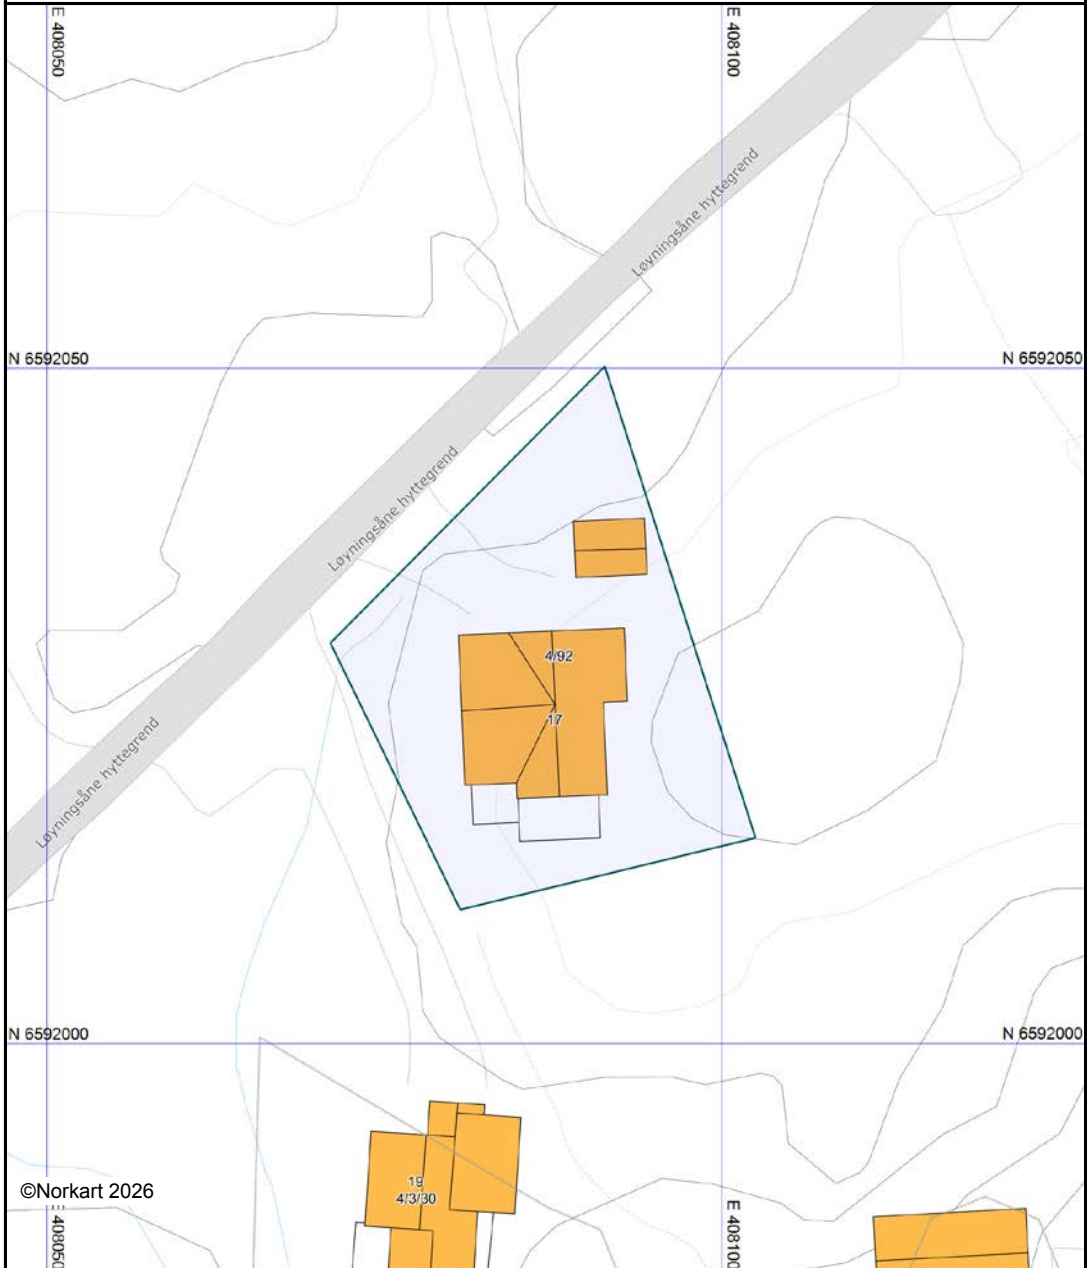 E 408050
E 408100
Løyningsåne hyttegrend
N 6592050
N 6592050
Løyningsåne hyttegrend
4/92
17
Løyningsåne hyttegrend
N 6592000
N 6592000
19
4/3/30
©Norkart 2026
E 408050
E 408100